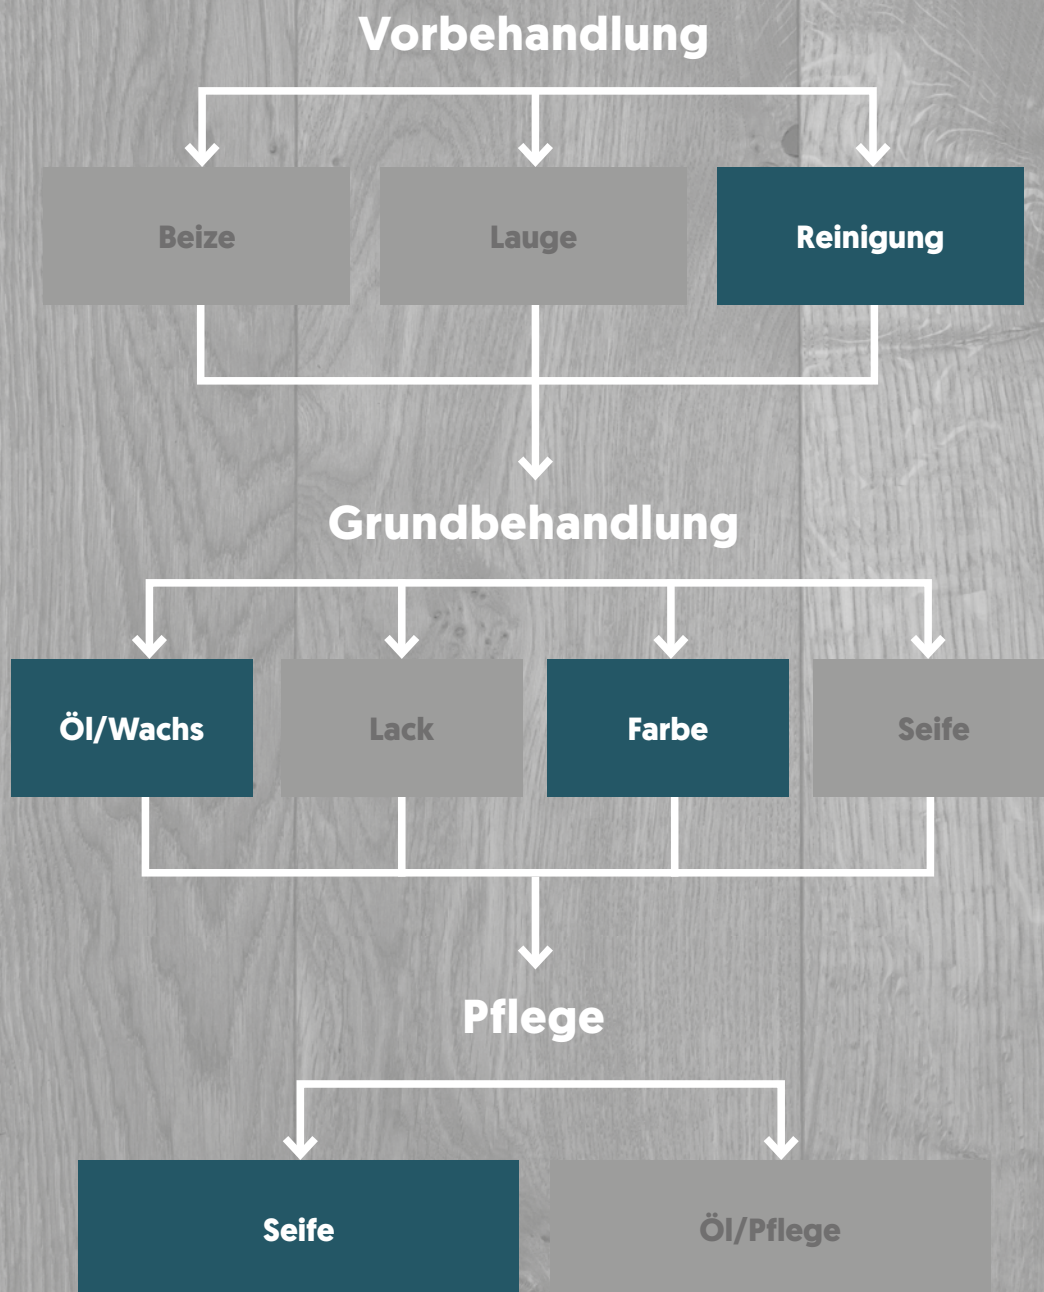 Vorbehandlung
Beize
Lauge
Reinigung
Grundbehandlung
Öl/Wachs
Lack
Farbe
Seife
Pflege
Seife
Öl/Pflege